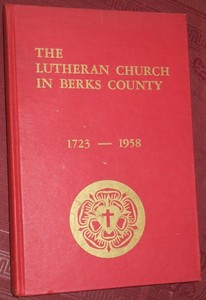 THE
LUTHERAN CHURCH
IN BERKS COUNTY
1723 — 1958